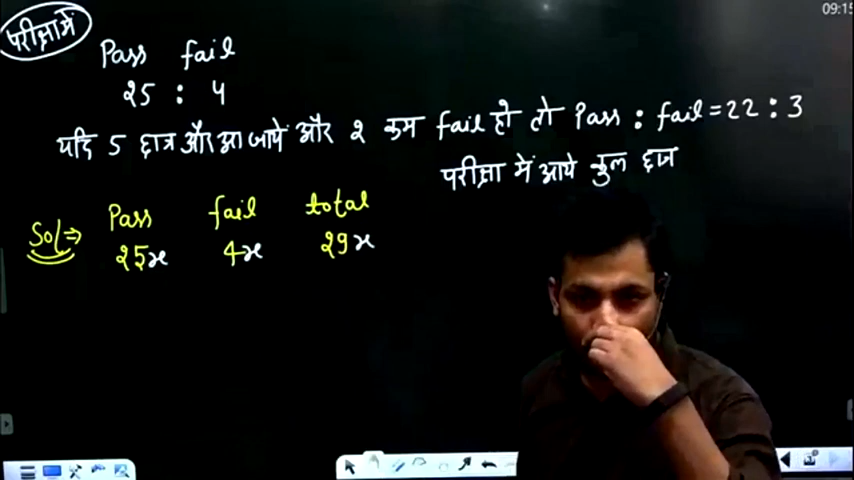 09:15
परीक्षा में
Pass fail
25 : 4
यदि 5 छात्र और आ जाये और 2 कम fail हो तो Pass : fail = 22 : 3
परीक्षा में आये कुल छात्र
Sol⇒ Pass fail total
25x 4x 29x